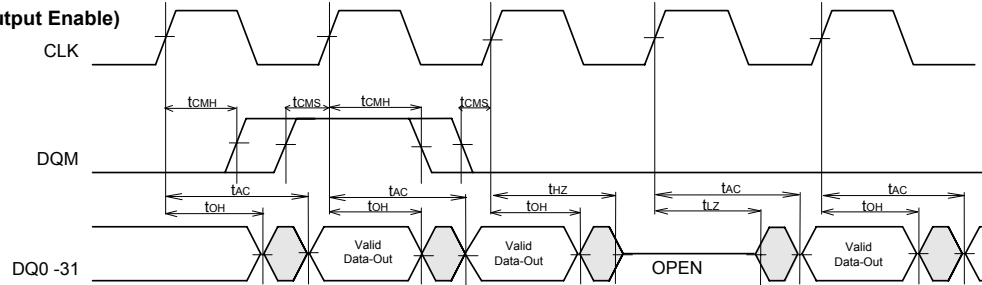 utput Enable)
CLK
tCMH tCMS tCMH tCMS
DQM
tAC tAC tHZ tAC tAC
tOH tOH tOH tLZ tOH
Valid Data-Out Valid Data-Out OPEN Valid Data-Out
DQ0 -31